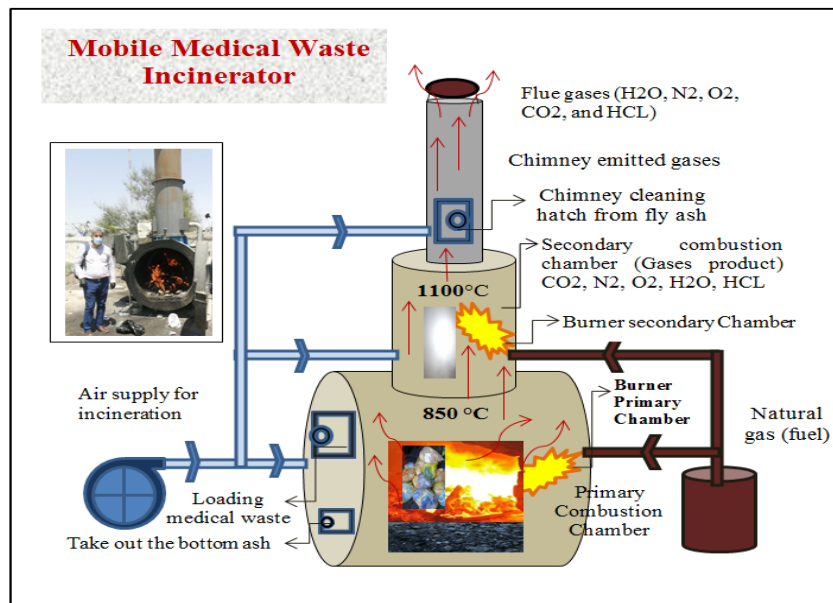 Mobile Medical Waste
Incinerator
Flue gases (H2O, N2, O2,
CO2, and HCL)
Chimney emitted gases
Chimney cleaning
hatch from fly ash
Secondary combustion
chamber (Gases product)
CO2, N2, O2, H2O, HCL
1100°C
Burner secondary Chamber
Air supply for
incineration
850 °C
Burner
Primary
Chamber
Natural
gas (fuel)
Loading
medical waste
Primary
Combustion
Chamber
Take out the bottom ash